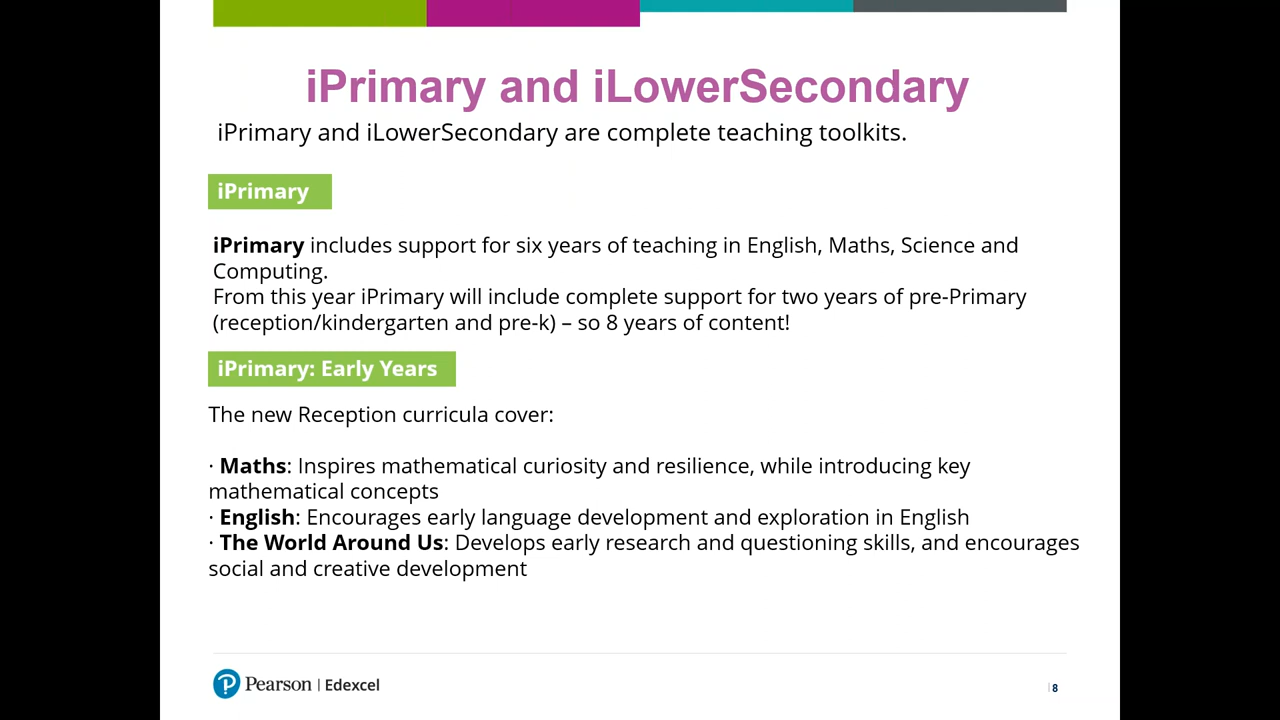 iPrimary and iLowerSecondary
iPrimary and iLowerSecondary are complete teaching toolkits.
iPrimary
iPrimary includes support for six years of teaching in English, Maths, Science and
Computing.
From this year iPrimary will include complete support for two years of pre-Primary
(reception/kindergarten and pre-k) – so 8 years of content!
iPrimary: Early Years
The new Reception curricula cover:
· Maths: Inspires mathematical curiosity and resilience, while introducing key
mathematical concepts
· English: Encourages early language development and exploration in English
· The World Around Us: Develops early research and questioning skills, and encourages
social and creative development
Pearson | Edexcel
8